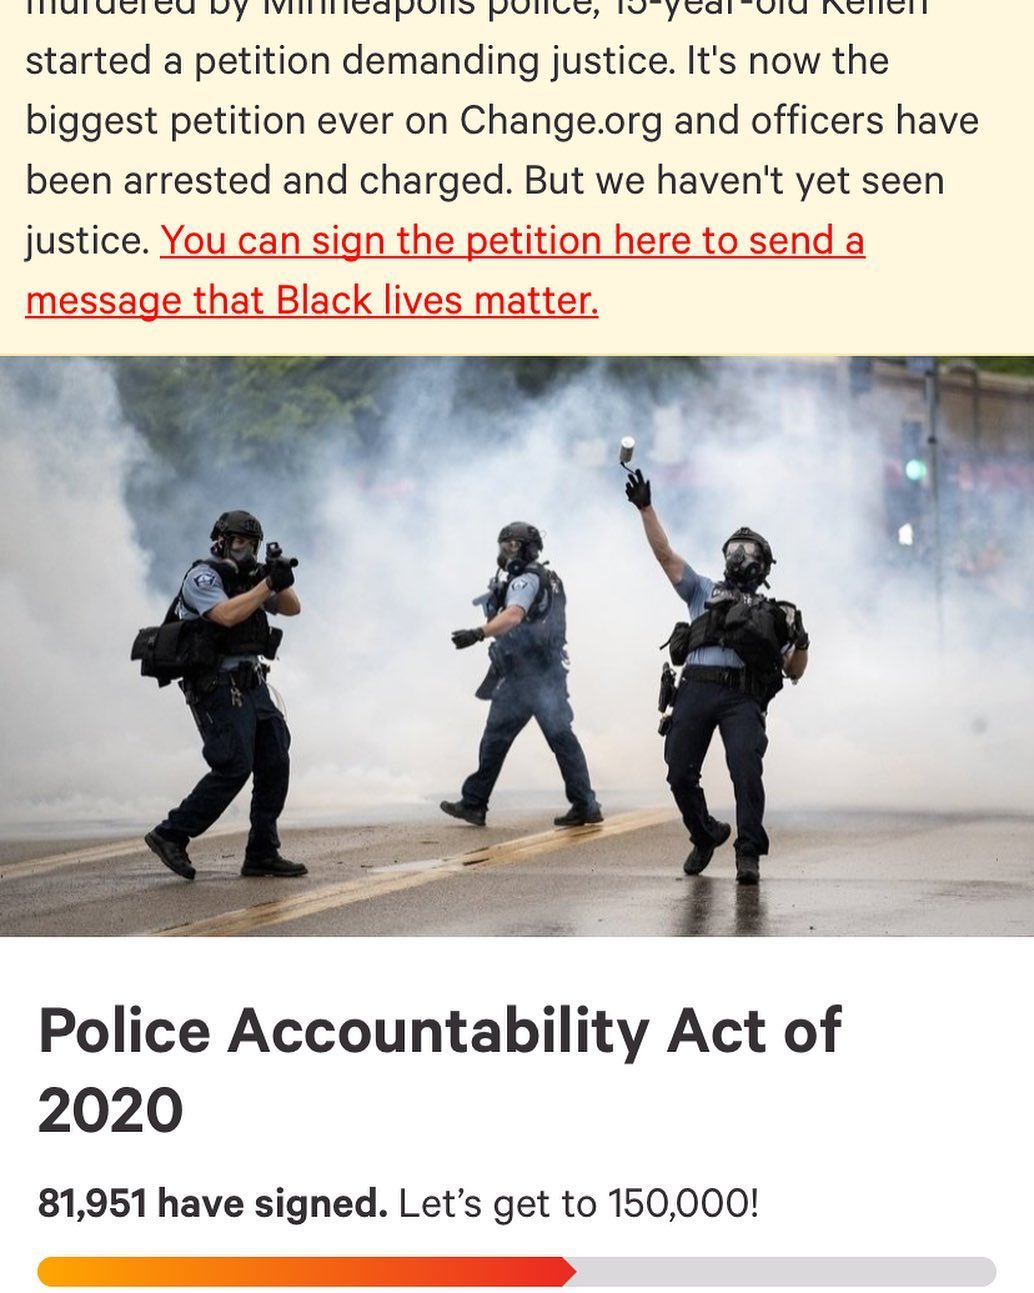 murdered by Minneapolis police, 15-year-old Kellen
started a petition demanding justice. It's now the
biggest petition ever on Change.org and officers have
been arrested and charged. But we haven't yet seen
justice. You can sign the petition here to send a
message that Black lives matter.
Police Accountability Act of
2020
81,951 have signed. Let's get to 150,000!